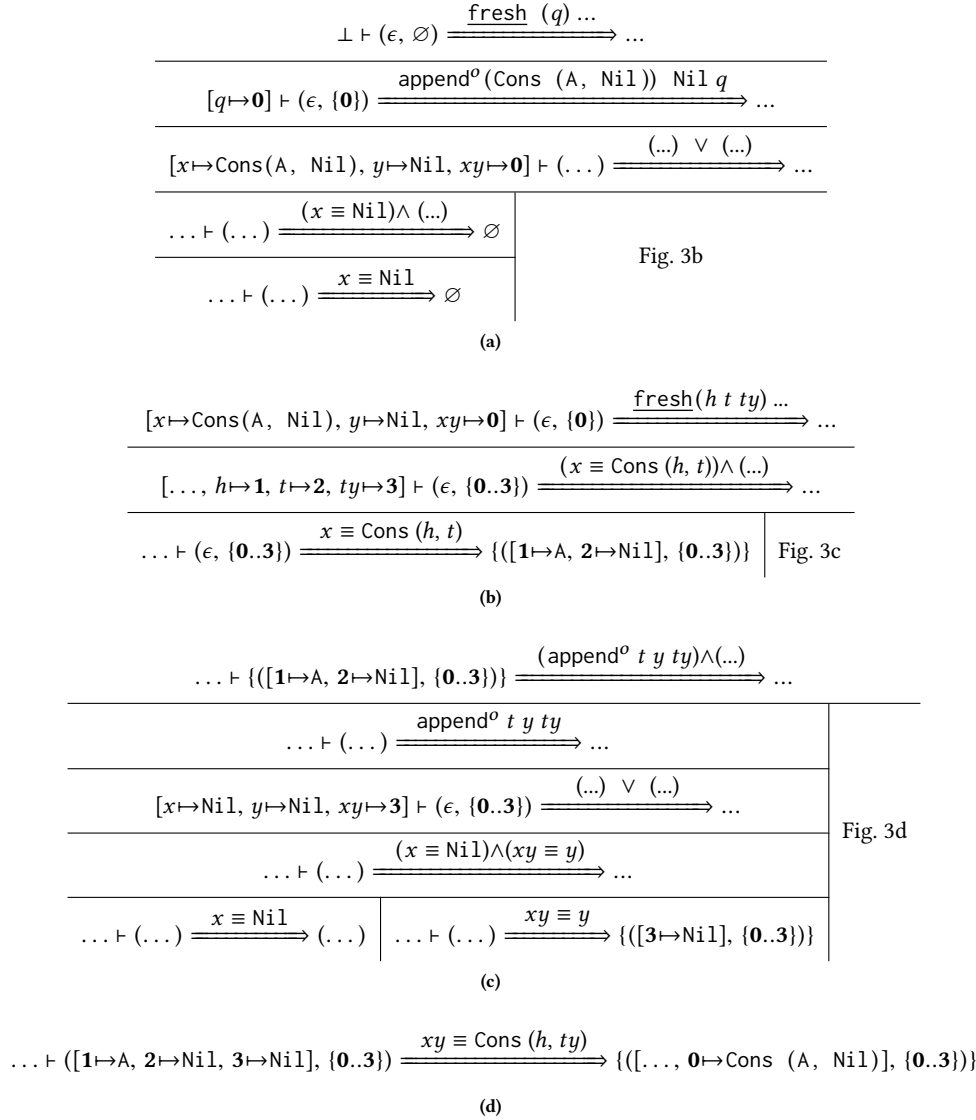 ⊥ ⊢ (ϵ, ∅) ══fresh (q) ...══⇒ ...
[q↦0] ⊢ (ϵ, {0}) ══appendᵒ(Cons (A, Nil)) Nil q══⇒ ...
[x↦Cons(A, Nil), y↦Nil, xy↦0] ⊢ (...) ══(...) ∨ (...)══⇒ ...
... ⊢ (...) ══(x ≡ Nil)∧ (...)══⇒ ∅
Fig. 3b
... ⊢ (...) ══x ≡ Nil══⇒ ∅
(a)
[x↦Cons(A, Nil), y↦Nil, xy↦0] ⊢ (ϵ, {0}) ══fresh(h t ty) ...══⇒ ...
[..., h↦1, t↦2, ty↦3] ⊢ (ϵ, {0..3}) ══(x ≡ Cons (h, t))∧ (...)══⇒ ...
... ⊢ (ϵ, {0..3}) ══x ≡ Cons (h, t)══⇒ {([1↦A, 2↦Nil], {0..3})} Fig. 3c
(b)
... ⊢ {([1↦A, 2↦Nil], {0..3})} ══(appendᵒ t y ty)∧(...)══⇒ ...
... ⊢ (...) ══appendᵒ t y ty══⇒ ...
[x↦Nil, y↦Nil, xy↦3] ⊢ (ϵ, {0..3}) ══(...) ∨ (...)══⇒ ...
Fig. 3d
... ⊢ (...) ══(x ≡ Nil)∧(xy ≡ y)══⇒ ...
... ⊢ (...) ══x ≡ Nil══⇒ (...) ... ⊢ (...) ══xy ≡ y══⇒ {([3↦Nil], {0..3})}
(c)
... ⊢ ([1↦A, 2↦Nil, 3↦Nil], {0..3}) ══xy ≡ Cons (h, ty)══⇒ {([..., 0↦Cons (A, Nil)], {0..3})}
(d)